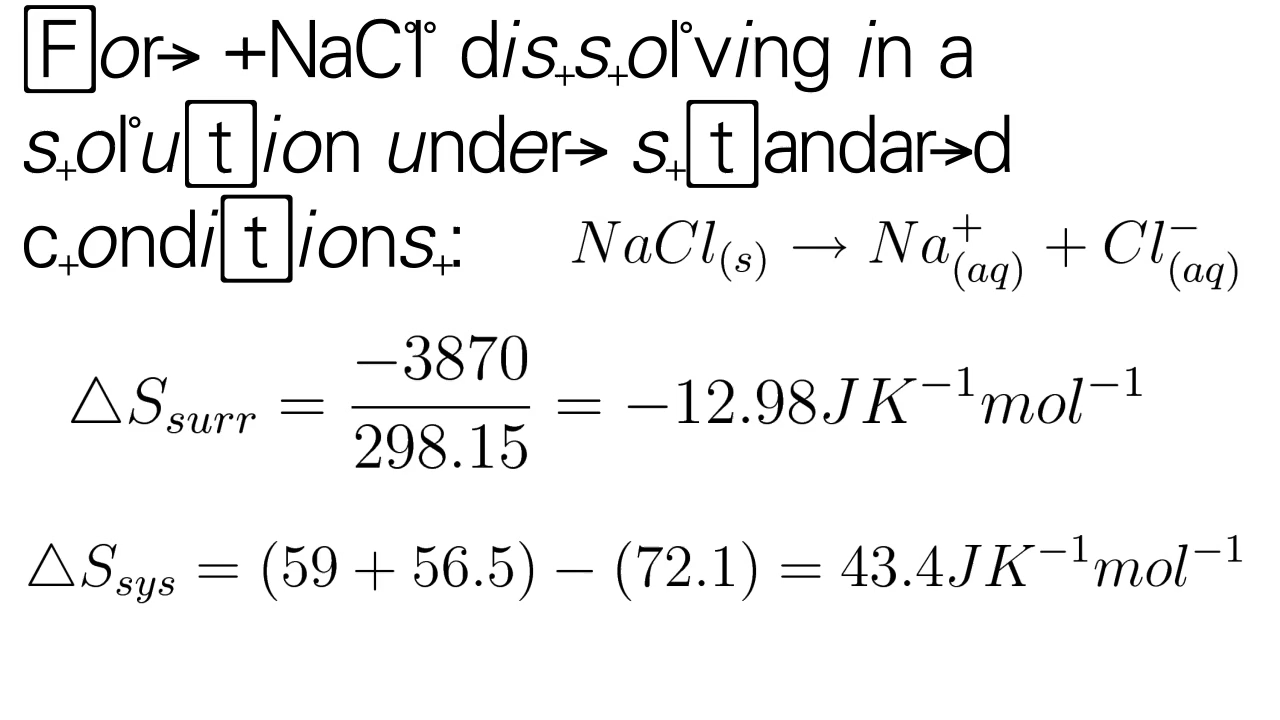 For +NaCl dissolving in a
solution under standard
conditions: NaCl₍ₛ₎ → Na⁺₍aq₎ + Cl⁻₍aq₎
△S_surr = −3870/298.15 = −12.98JK⁻¹mol⁻¹
△S_sys = (59 + 56.5) − (72.1) = 43.4JK⁻¹mol⁻¹